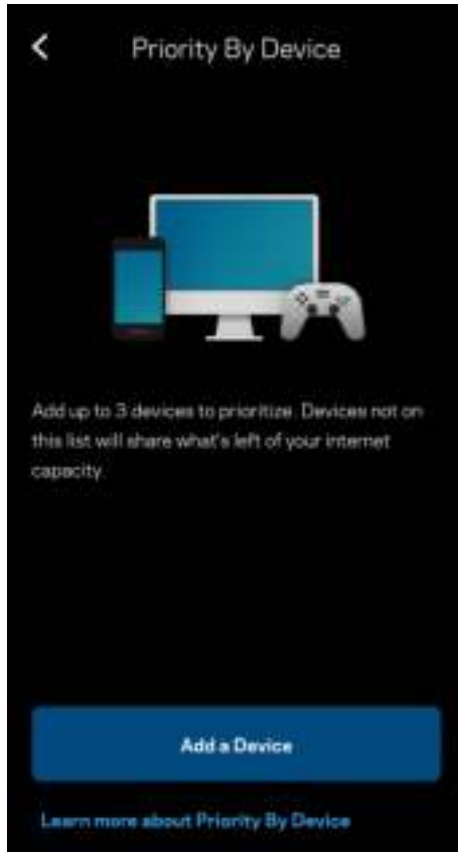 Priority By Device
Add up to 3 devices to prioritize. Devices not on
this list will share what's left of your internet
capacity.
Add a Device
Learn more about Priority By Device